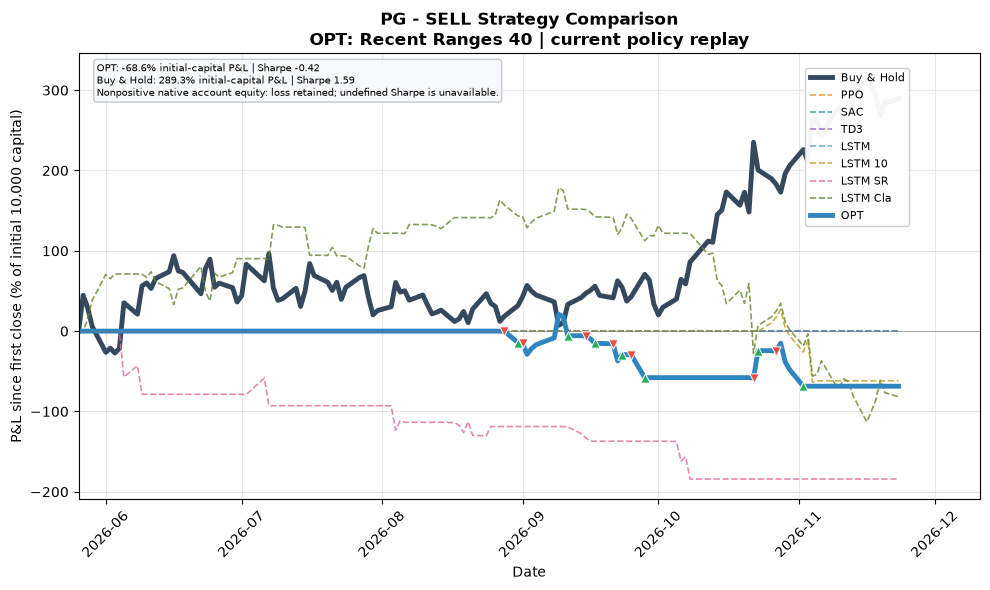 PG - SELL Strategy Comparison
OPT: Recent Ranges 40 | current policy replay
OPT: -68.6% initial-capital P&L | Sharpe -0.42
Buy & Hold: 289.3% initial-capital P&L | Sharpe 1.59
Nonpositive native account equity: loss retained; undefined Sharpe is unavailable.
Buy & Hold
PPO
SAC
TD3
LSTM
LSTM 10
LSTM SR
LSTM Cla
OPT
P&L since first close (% of initial 10,000 capital)
300
200
100
0
−100
−200
2026-06
2026-07
2026-08
2026-09
2026-10
2026-11
2026-12
Date